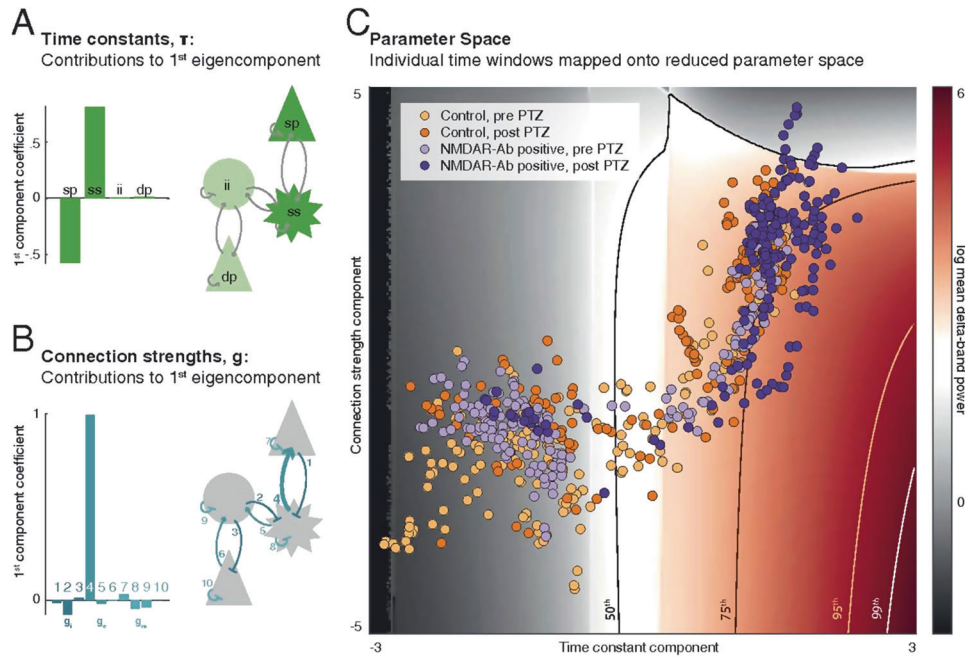 A
Time constants, τ:
Contributions to 1st eigencomponent
1st component coefficient
.5
0
-.5
sp ss ii dp
sp
ii
ss
dp
B
Connection strengths, g:
Contributions to 1st eigencomponent
1st component coefficient
1
0
1 2 3 4 5 6 7 8 9 10
gi ge gm
7
1
2
4
9
3
5
8
6
10
C
Parameter Space
Individual time windows mapped onto reduced parameter space
Connection strength component
5
-5
Control, pre PTZ
Control, post PTZ
NMDAR-Ab positive, pre PTZ
NMDAR-Ab positive, post PTZ
50th
75th
95th
99th
-3
Time constant component
3
6
log mean delta-band power
0
-4